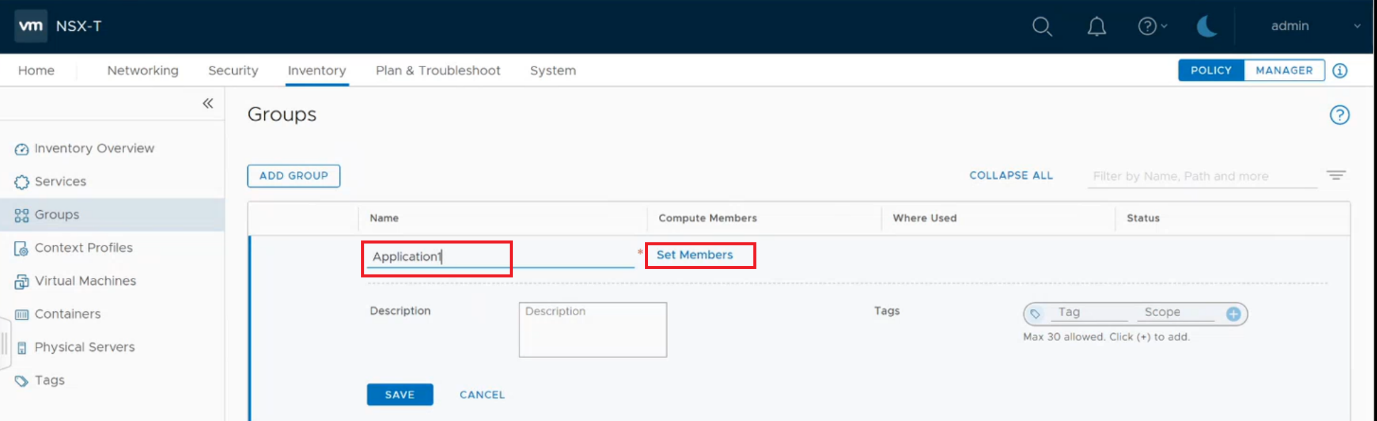 vm NSX-T admin
Home Networking Security Inventory Plan & Troubleshoot System POLICY MANAGER
Groups
Inventory Overview
Services
Groups
Context Profiles
Virtual Machines
Containers
Physical Servers
Tags
ADD GROUP COLLAPSE ALL Filter by Name, Path and more
Name Compute Members Where Used Status
Application1 * Set Members
Description Description Tags Tag Scope
Max 30 allowed. Click (+) to add.
SAVE CANCEL